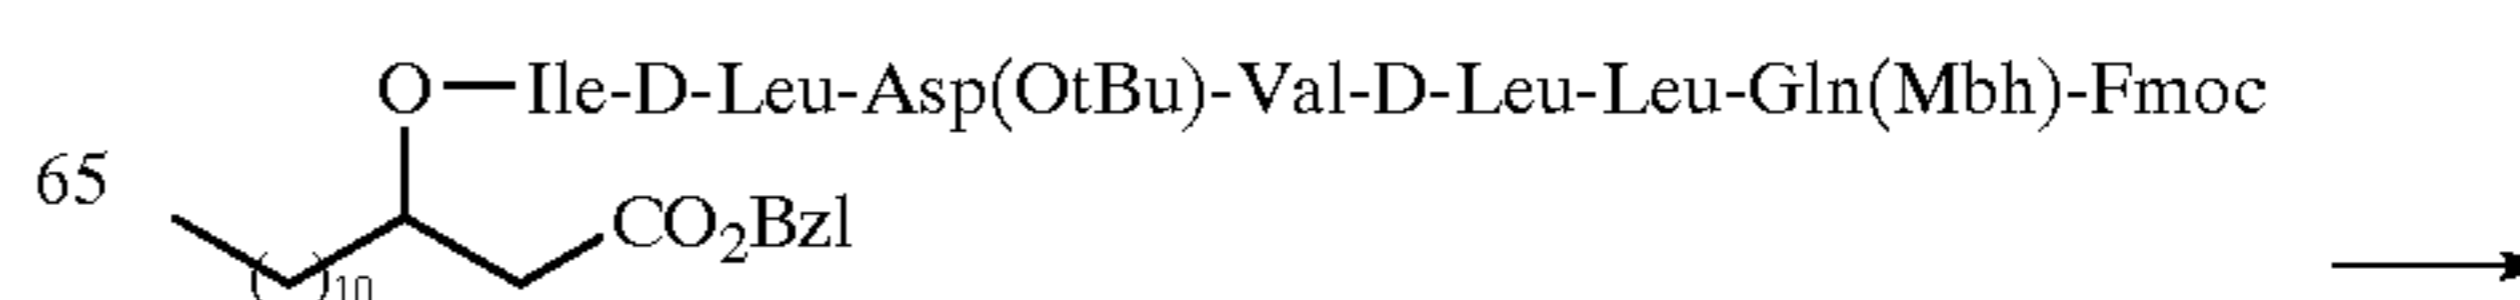 O—Ile-D-Leu-Asp(OtBu)-Val-D-Leu-Leu-Gln(Mbh)-Fmoc
65
CO₂Bzl
( )₁₀